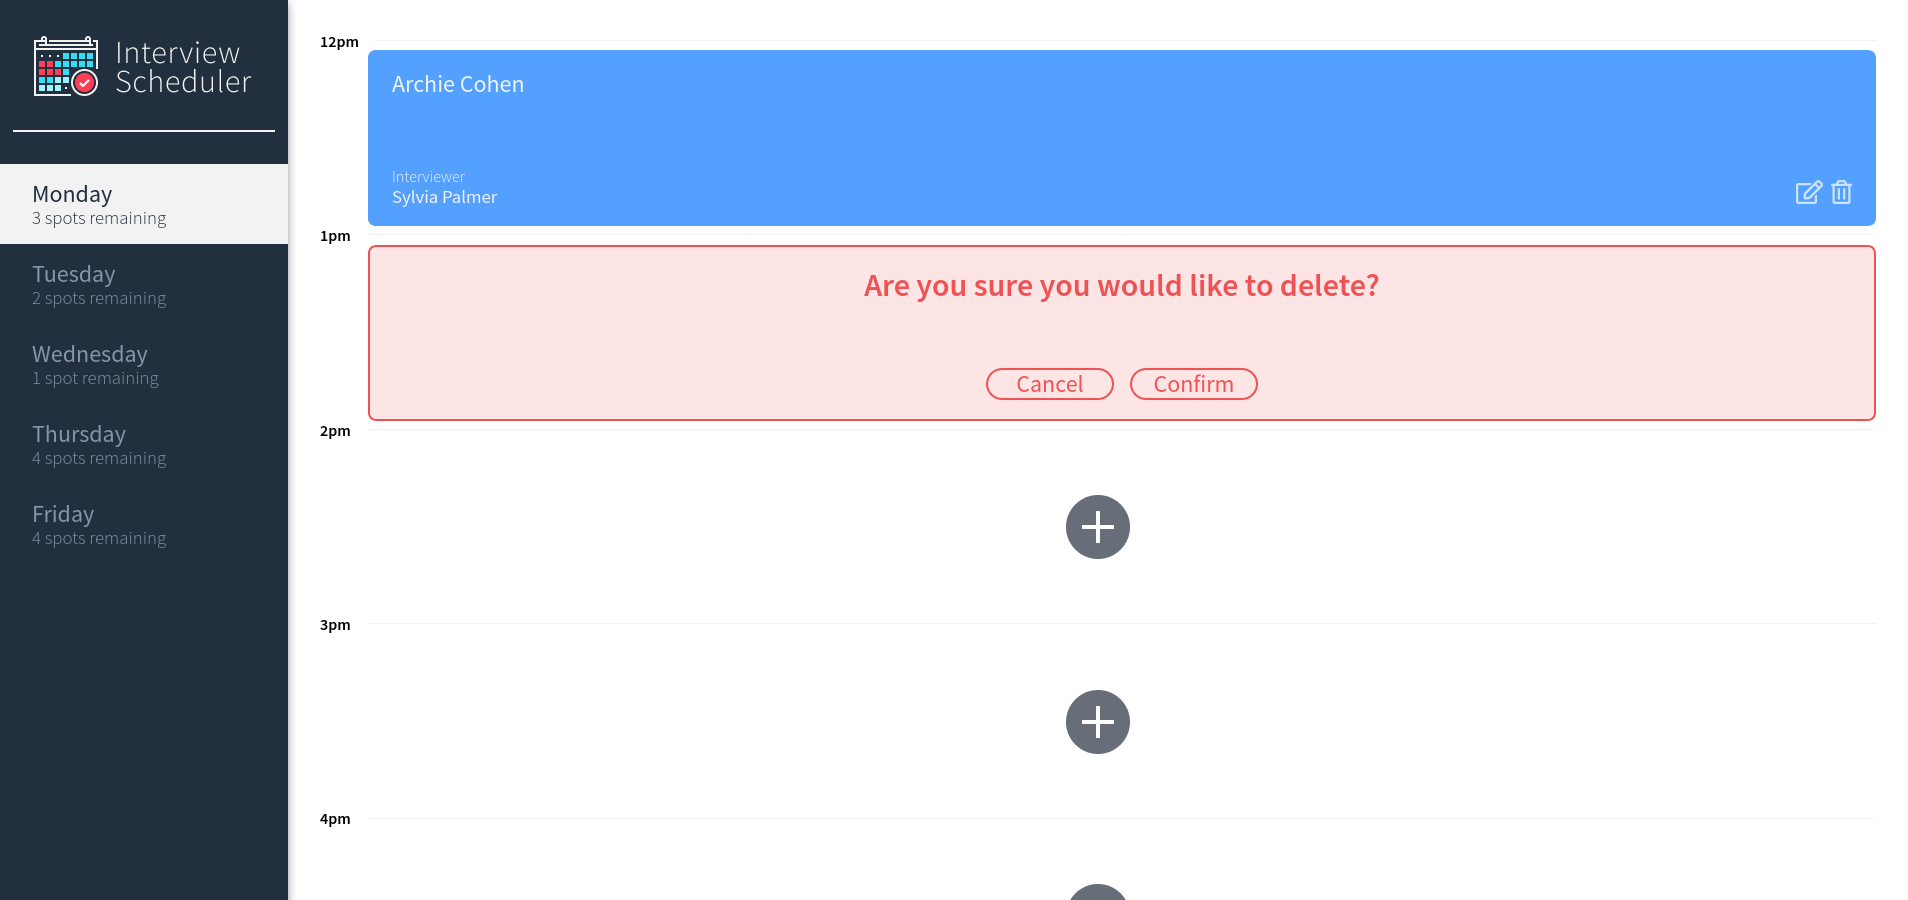 Interview
Scheduler
Monday
3 spots remaining
Tuesday
2 spots remaining
Wednesday
1 spot remaining
Thursday
4 spots remaining
Friday
4 spots remaining
12pm
Archie Cohen
Interviewer
Sylvia Palmer
1pm
Are you sure you would like to delete?
Cancel Confirm
2pm
3pm
4pm